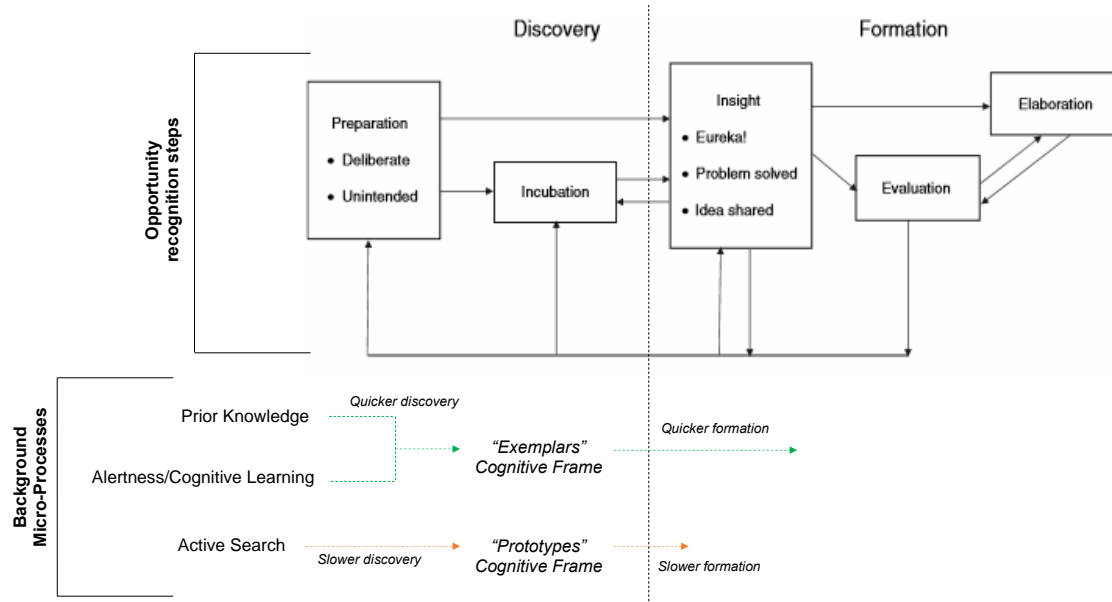 Discovery
Formation
Opportunity
recognition steps
Preparation
• Deliberate
• Unintended
Incubation
Insight
• Eureka!
• Problem solved
• Idea shared
Evaluation
Elaboration
Background
Micro-Processes
Prior Knowledge
Quicker discovery
Alertness/Cognitive Learning
“Exemplars”
Cognitive Frame
Quicker formation
Active Search
Slower discovery
“Prototypes”
Cognitive Frame
Slower formation